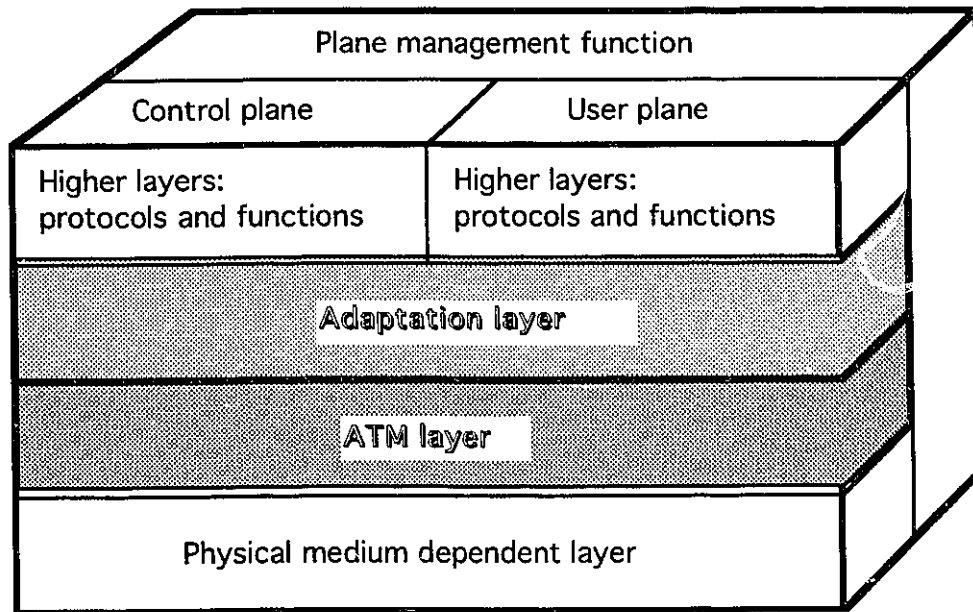 Plane management function
Control plane
User plane
Higher layers:
protocols and functions
Higher layers:
protocols and functions
Adaptation layer
ATM layer
Physical medium dependent layer